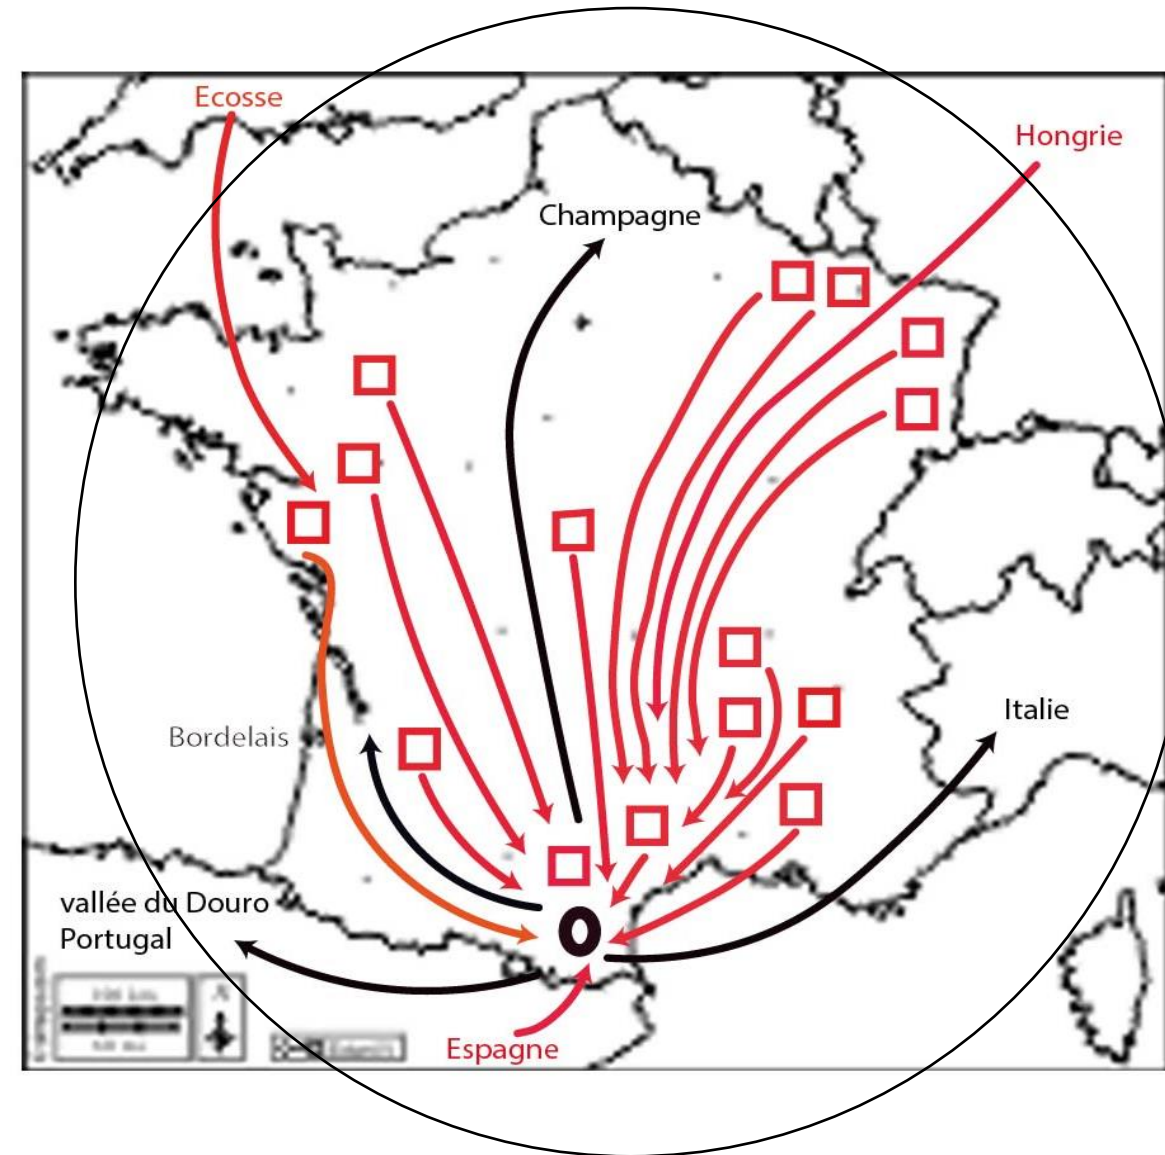 Ecosse
Hongrie
Champagne
Bordelais
Italie
vallée du Douro
Portugal
Espagne